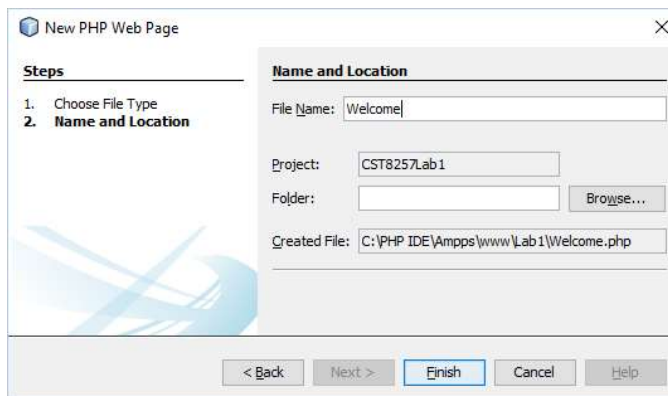 New PHP Web Page
Steps
1. Choose File Type
2. Name and Location
Name and Location
File Name: Welcome
Project: CST8257Lab1
Folder:
Browse...
Created File: C:\PHP IDE\Ampps\www\Lab1\Welcome.php
< Back Next > Finish Cancel Help